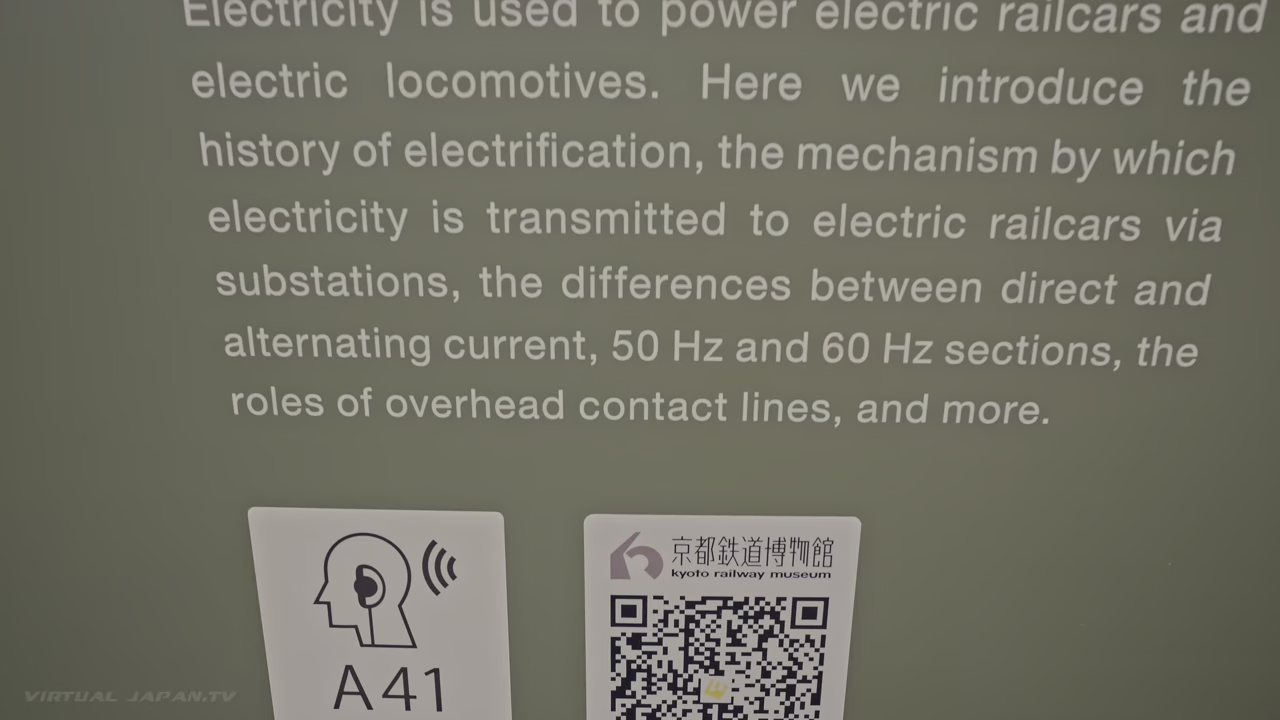 Electricity is used to power electric railcars and
electric locomotives. Here we introduce the
history of electrification, the mechanism by which
electricity is transmitted to electric railcars via
substations, the differences between direct and
alternating current, 50 Hz and 60 Hz sections, the
roles of overhead contact lines, and more.
京都鉄道博物館
kyoto railway museum
A 41
E
VIRTUAL JAPAN.TV